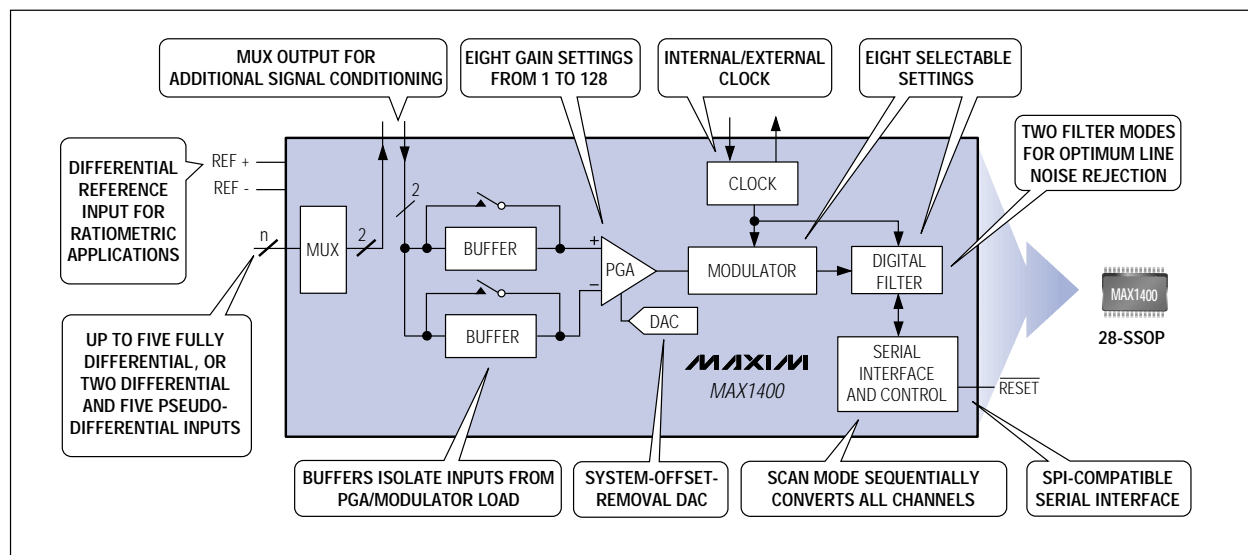 MUX OUTPUT FOR
ADDITIONAL SIGNAL CONDITIONING
EIGHT GAIN SETTINGS
FROM 1 TO 128
INTERNAL/EXTERNAL
CLOCK
EIGHT SELECTABLE
SETTINGS
TWO FILTER MODES
FOR OPTIMUM LINE
NOISE REJECTION
DIFFERENTIAL
REFERENCE
INPUT FOR
RATIOMETRIC
APPLICATIONS
REF +
REF -
n
MUX
2
2
BUFFER
BUFFER
+
−
PGA
DAC
CLOCK
MODULATOR
DIGITAL
FILTER
SERIAL
INTERFACE
AND CONTROL
RESET
MAXIM
MAX1400
MAX1400
28-SSOP
UP TO FIVE FULLY
DIFFERENTIAL, OR
TWO DIFFERENTIAL
AND FIVE PSEUDO-
DIFFERENTIAL INPUTS
BUFFERS ISOLATE INPUTS FROM
PGA/MODULATOR LOAD
SYSTEM-OFFSET-
REMOVAL DAC
SCAN MODE SEQUENTIALLY
CONVERTS ALL CHANNELS
SPI-COMPATIBLE
SERIAL INTERFACE